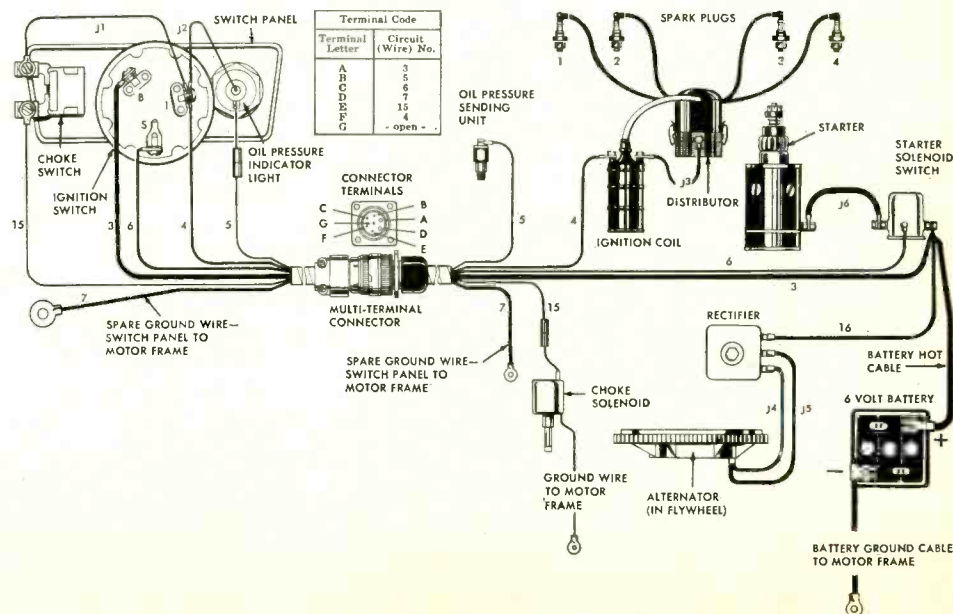 J1
J2
SWITCH PANEL
Terminal Code
Terminal Letter
Circuit (Wire) No.
A 3
B 5
C 6
D 7
E 15
F 4
G - open -
B
I
S
CHOKE
SWITCH
IGNITION
SWITCH
OIL PRESSURE
INDICATOR
LIGHT
15
3
6
4
5
7
SPARE GROUND WIRE—
SWITCH PANEL TO
MOTOR FRAME
CONNECTOR
TERMINALS
C
G
F
B
A
D
E
MULTI-TERMINAL
CONNECTOR
OIL PRESSURE
SENDING
UNIT
5
SPARK PLUGS
1
2
3
4
4
J3
IGNITION COIL
DISTRIBUTOR
STARTER
STARTER
SOLENOID
SWITCH
J6
6
3
7
15
SPARE GROUND WIRE—
SWITCH PANEL TO
MOTOR FRAME
CHOKE
SOLENOID
GROUND WIRE
TO MOTOR
FRAME
RECTIFIER
16
J4
J5
ALTERNATOR
(IN FLYWHEEL)
BATTERY HOT
CABLE
6 VOLT BATTERY
+
−
BATTERY GROUND CABLE
TO MOTOR FRAME